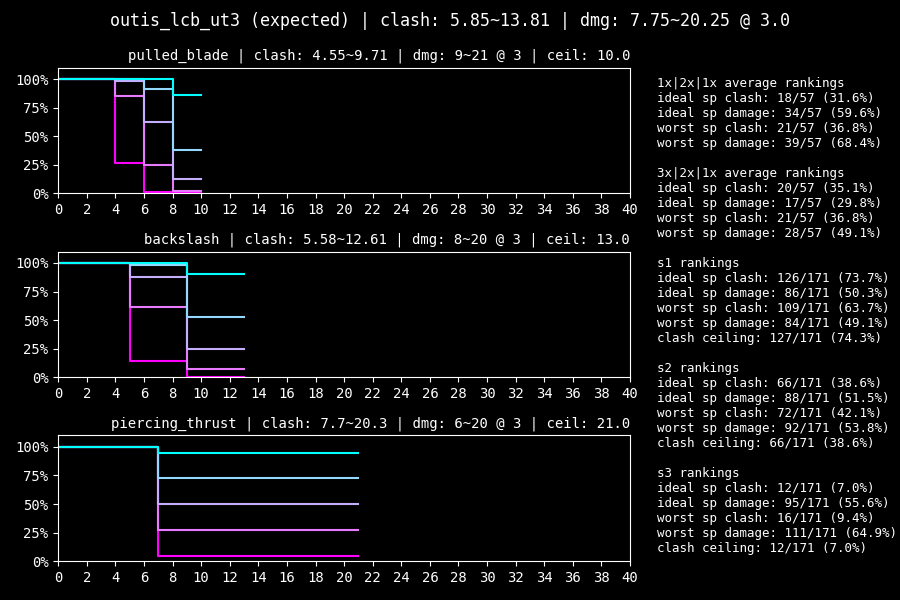 outis_lcb_ut3 (expected) | clash: 5.85~13.81 | dmg: 7.75~20.25 @ 3.0
pulled_blade | clash: 4.55~9.71 | dmg: 9~21 @ 3 | ceil: 10.0
100%
75%
50%
25%
0%
0 2 4 6 8 10 12 14 16 18 20 22 24 26 28 30 32 34 36 38 40
backslash | clash: 5.58~12.61 | dmg: 8~20 @ 3 | ceil: 13.0
100%
75%
50%
25%
0%
0 2 4 6 8 10 12 14 16 18 20 22 24 26 28 30 32 34 36 38 40
piercing_thrust | clash: 7.7~20.3 | dmg: 6~20 @ 3 | ceil: 21.0
100%
75%
50%
25%
0%
0 2 4 6 8 10 12 14 16 18 20 22 24 26 28 30 32 34 36 38 40
1x|2x|1x average rankings
ideal sp clash: 18/57 (31.6%)
ideal sp damage: 34/57 (59.6%)
worst sp clash: 21/57 (36.8%)
worst sp damage: 39/57 (68.4%)
3x|2x|1x average rankings
ideal sp clash: 20/57 (35.1%)
ideal sp damage: 17/57 (29.8%)
worst sp clash: 21/57 (36.8%)
worst sp damage: 28/57 (49.1%)
s1 rankings
ideal sp clash: 126/171 (73.7%)
ideal sp damage: 86/171 (50.3%)
worst sp clash: 109/171 (63.7%)
worst sp damage: 84/171 (49.1%)
clash ceiling: 127/171 (74.3%)
s2 rankings
ideal sp clash: 66/171 (38.6%)
ideal sp damage: 88/171 (51.5%)
worst sp clash: 72/171 (42.1%)
worst sp damage: 92/171 (53.8%)
clash ceiling: 66/171 (38.6%)
s3 rankings
ideal sp clash: 12/171 (7.0%)
ideal sp damage: 95/171 (55.6%)
worst sp clash: 16/171 (9.4%)
worst sp damage: 111/171 (64.9%)
clash ceiling: 12/171 (7.0%)